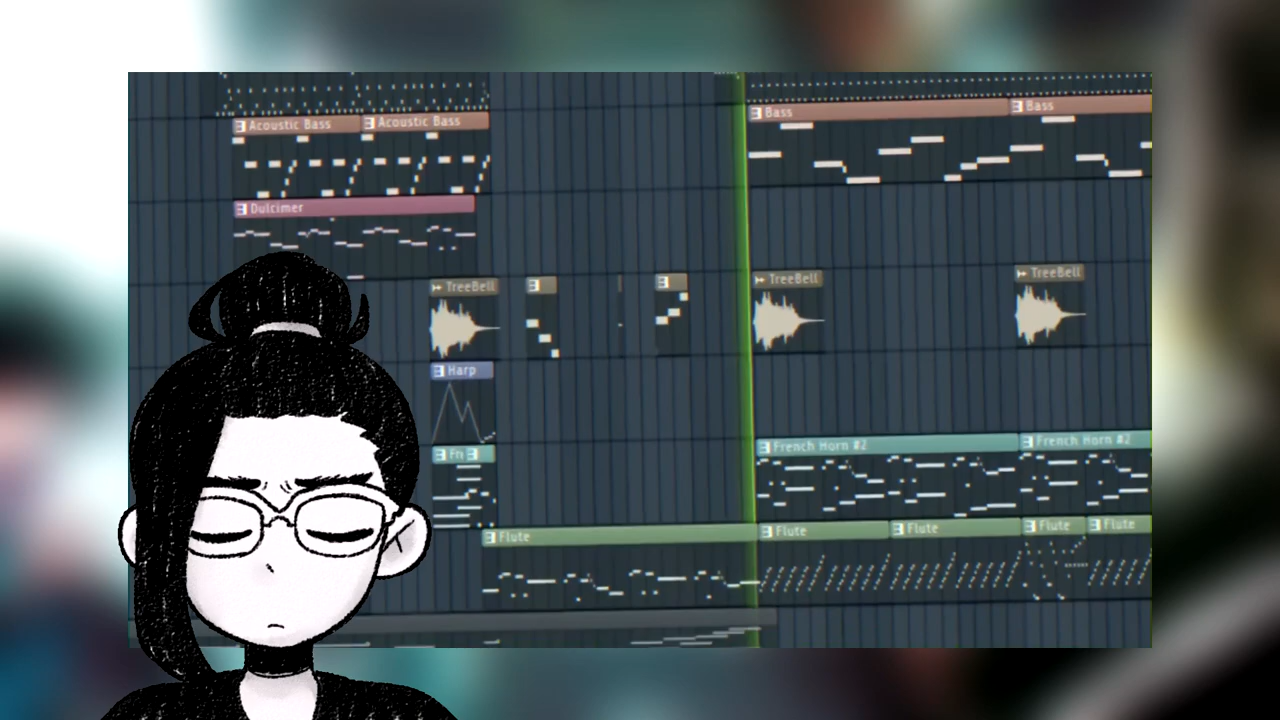 Acoustic Bass Acoustic Bass Bass Bass
Dulcimer
TreeBell TreeBell TreeBell
Harp
French Horn #2 French Horn #2
Flute Flute Flute Flute Flute